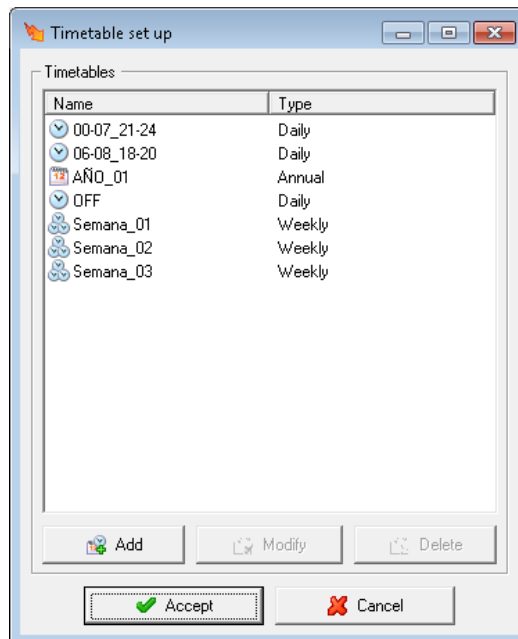 Timetable set up
Timetables
Name Type
00-07_21-24 Daily
06-08_18-20 Daily
12 AÑO_01 Annual
OFF Daily
Semana_01 Weekly
Semana_02 Weekly
Semana_03 Weekly
Add Modify Delete
Accept Cancel